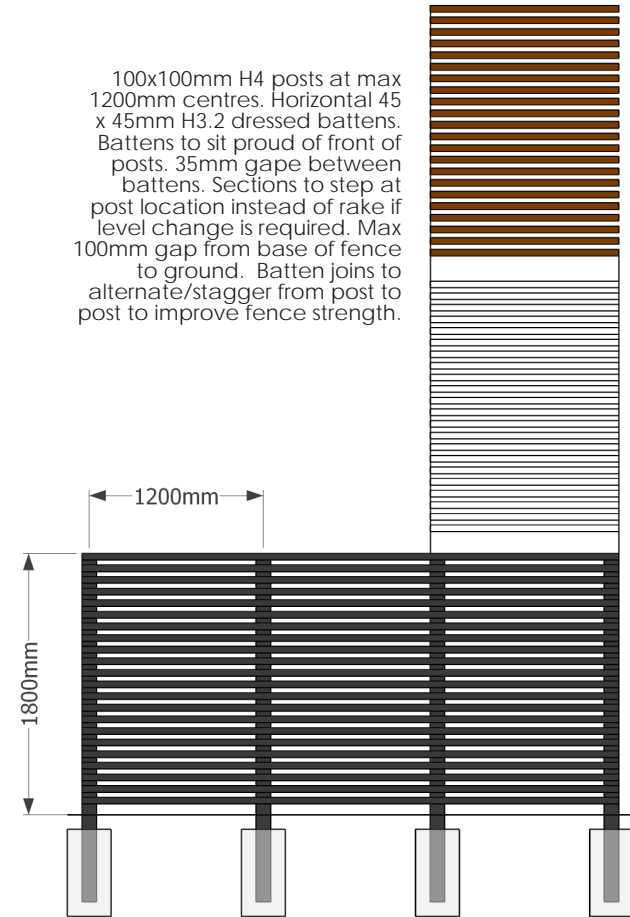 100x100mm H4 posts at max
1200mm centres. Horizontal 45
x 45mm H3.2 dressed battens.
Battens to sit proud of front of
posts. 35mm gape between
battens. Sections to step at
post location instead of rake if
level change is required. Max
100mm gap from base of fence
to ground.  Batten joins to
alternate/stagger from post to
post to improve fence strength.
1200mm
1800mm